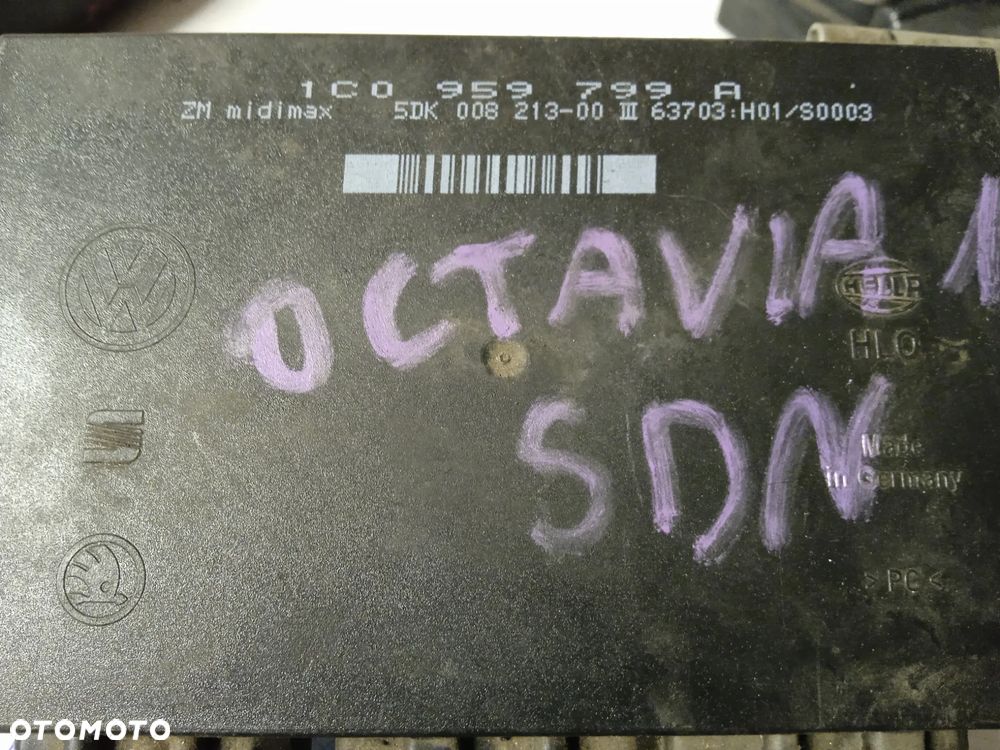 1C0 959 799 A
ZM midimax 5DK 008 213-00 III 63703:H01/S0003
OCTAVIA 1
HELLA
HLO
SDN
Made
in Germany
>PC<
OTOMOTO